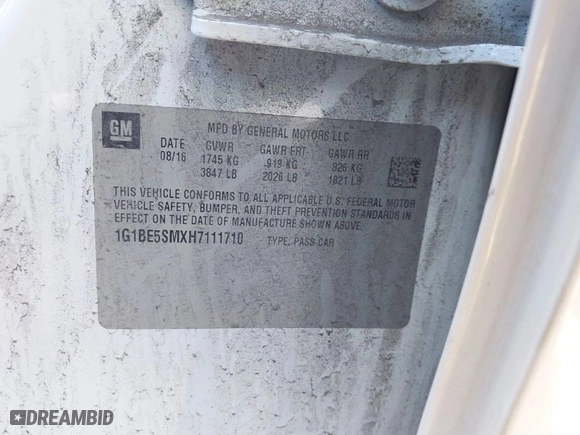 GM
MFD BY GENERAL MOTORS LLC
DATE GVWR GAWR FRT GAWR RR
08/16 1745 KG 919 KG 826 KG
3847 LB 2026 LB 1821 LB
THIS VEHICLE CONFORMS TO ALL APPLICABLE U.S. FEDERAL MOTOR
VEHICLE SAFETY, BUMPER, AND THEFT PREVENTION STANDARDS IN
EFFECT ON THE DATE OF MANUFACTURE SHOWN ABOVE.
1G1BE5SMXH7111710 TYPE: PASS CAR
DREAMBID